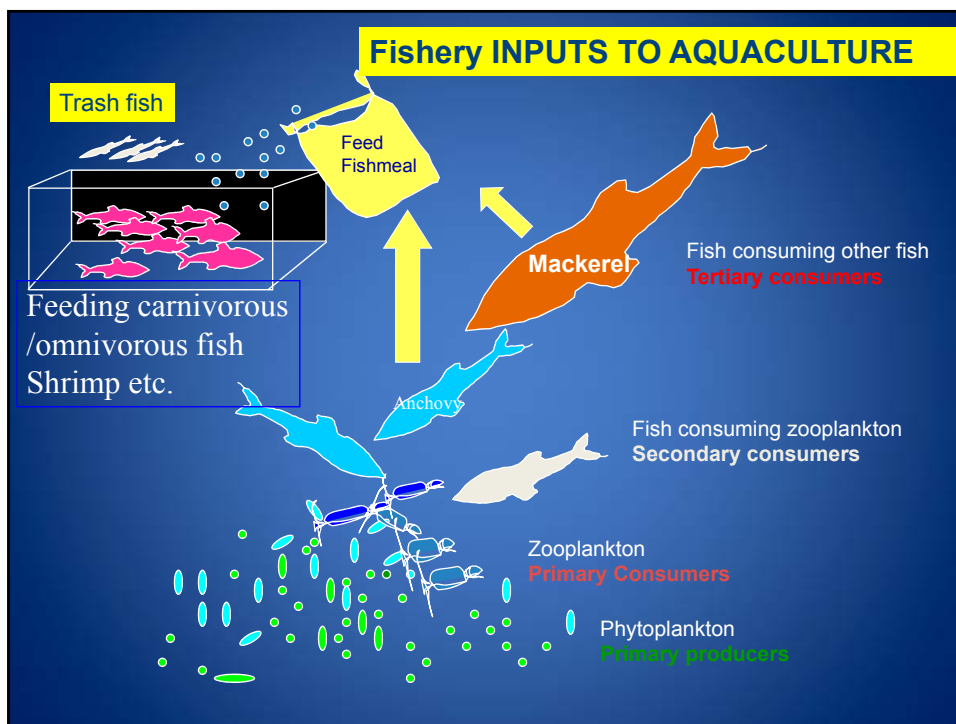 Fishery INPUTS TO AQUACULTURE
Trash fish
Feed
Fishmeal
Mackerel
Fish consuming other fish
Tertiary consumers
Feeding carnivorous
/omnivorous fish
Shrimp etc.
Anchovy
Fish consuming zooplankton
Secondary consumers
Zooplankton
Primary Consumers
Phytoplankton
Primary producers